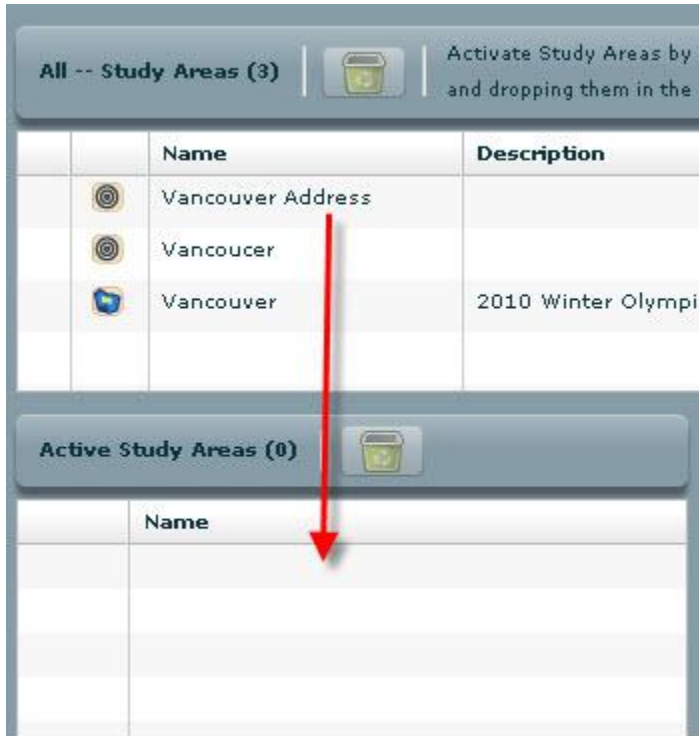 All -- Study Areas (3)
Activate Study Areas by
and dropping them in the
Name Description
Vancouver Address
Vancoucer
Vancouver 2010 Winter Olympi
Active Study Areas (0)
Name